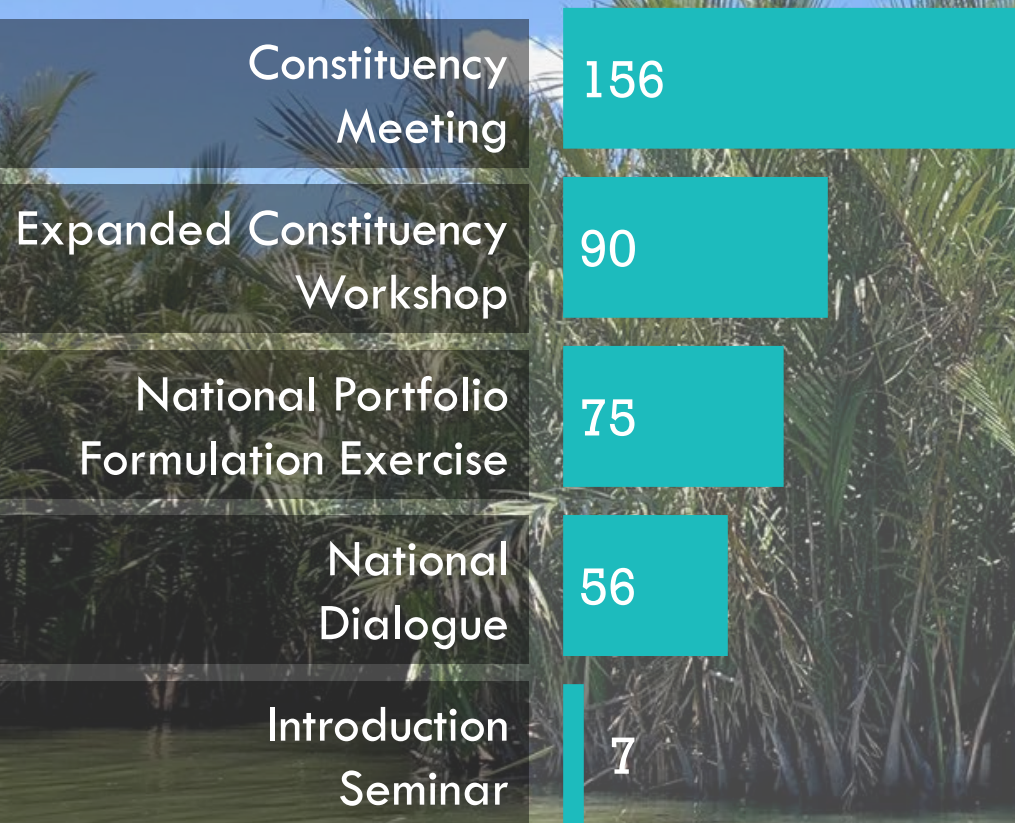 Constituency
Meeting
156
Expanded Constituency
Workshop
90
National Portfolio
Formulation Exercise
75
National
Dialogue
56
Introduction
Seminar
7